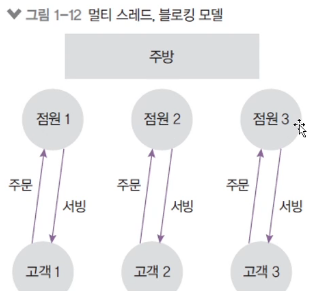 그림 1-12 멀티 스레드, 블로킹 모델
주방
점원 1 점원 2 점원 3
주문 서빙 주문 서빙 주문 서빙
고객 1 고객 2 고객 3